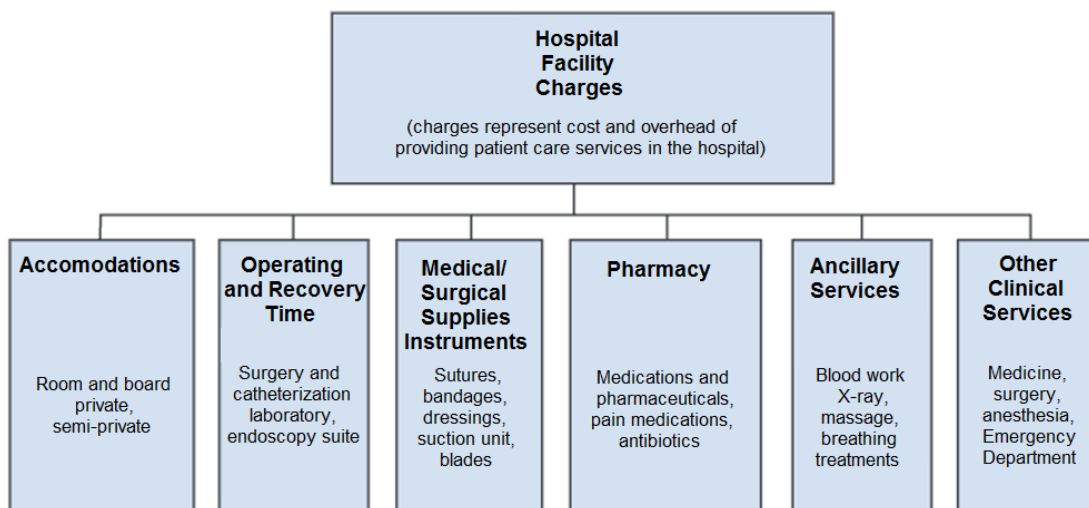 Hospital
Facility
Charges
(charges represent cost and overhead of
providing patient care services in the hospital)
Accomodations
Room and board
private,
semi-private
Operating
and Recovery
Time
Surgery and
catheterization
laboratory,
endoscopy suite
Medical/
Surgical
Supplies
Instruments
Sutures,
bandages,
dressings,
suction unit,
blades
Pharmacy
Medications and
pharmaceuticals,
pain medications,
antibiotics
Ancillary
Services
Blood work
X-ray,
massage,
breathing
treatments
Other
Clinical
Services
Medicine,
surgery,
anesthesia,
Emergency
Department